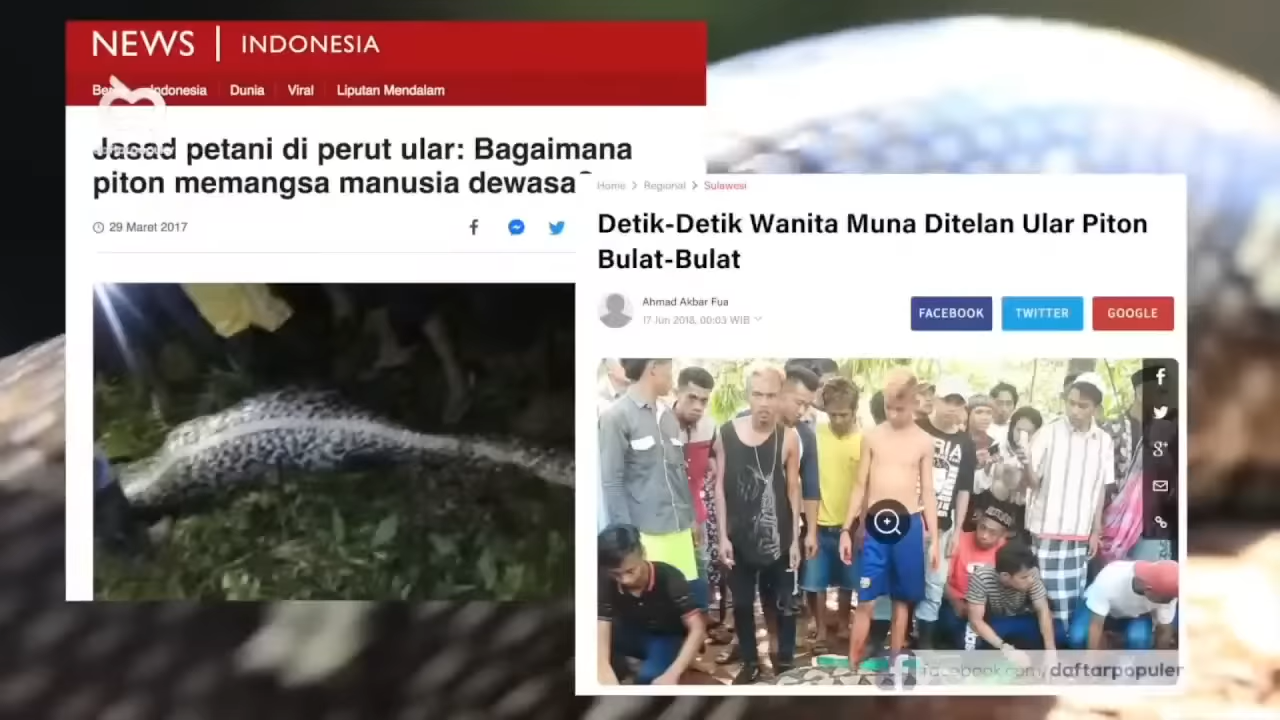 NEWS | INDONESIA
Indonesia Dunia Viral Liputan Mendalam
Jasad petani di perut ular: Bagaimana
piton memangsa manusia dewasa?
29 Maret 2017
Home > Regional > Sulawesi
Detik-Detik Wanita Muna Ditelan Ular Piton
Bulat-Bulat
Ahmad Akbar Fua
17 Jun 2018, 00:03 WIB
FACEBOOK TWITTER GOOGLE
facebook.com/daftarpopuler